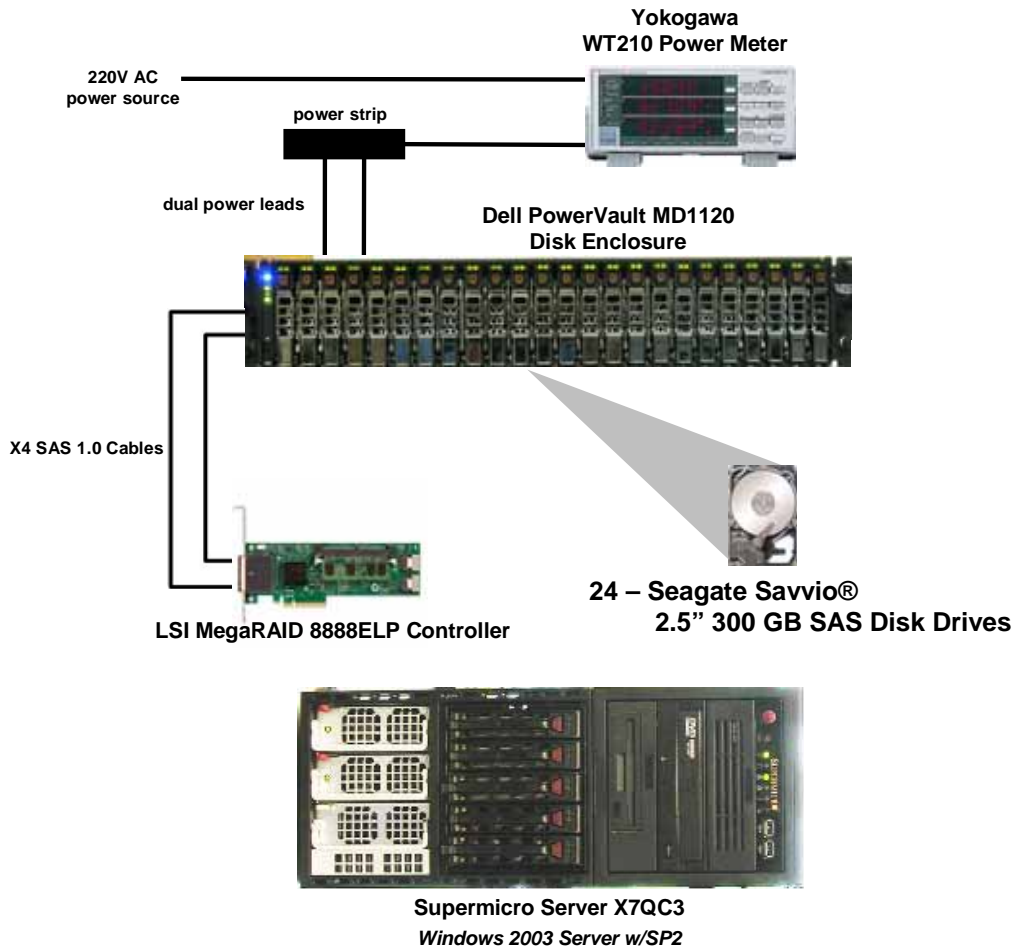 Yokogawa
WT210 Power Meter
220V AC
power source
power strip
dual power leads
Dell PowerVault MD1120
Disk Enclosure
X4 SAS 1.0 Cables
24 – Seagate Savvio®
2.5” 300 GB SAS Disk Drives
LSI MegaRAID 8888ELP Controller
Supermicro Server X7QC3
Windows 2003 Server w/SP2